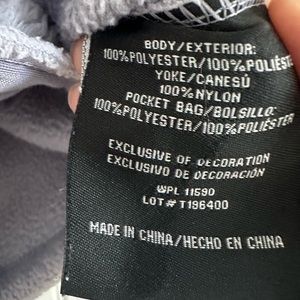 BODY/EXTERIOR:
100%POLYESTER/100%POLIÉST
YOKE/CANESÚ
100%NYLON
POCKET BAG/BOLSILLO:
100%POLYESTER/100%POLIÉSTER
EXCLUSIVE OF DECORATION
EXCLUSIVO DE DECORACIÓN
WPL 11590
LOT# T196400
MADE IN CHINA/HECHO EN CHINA